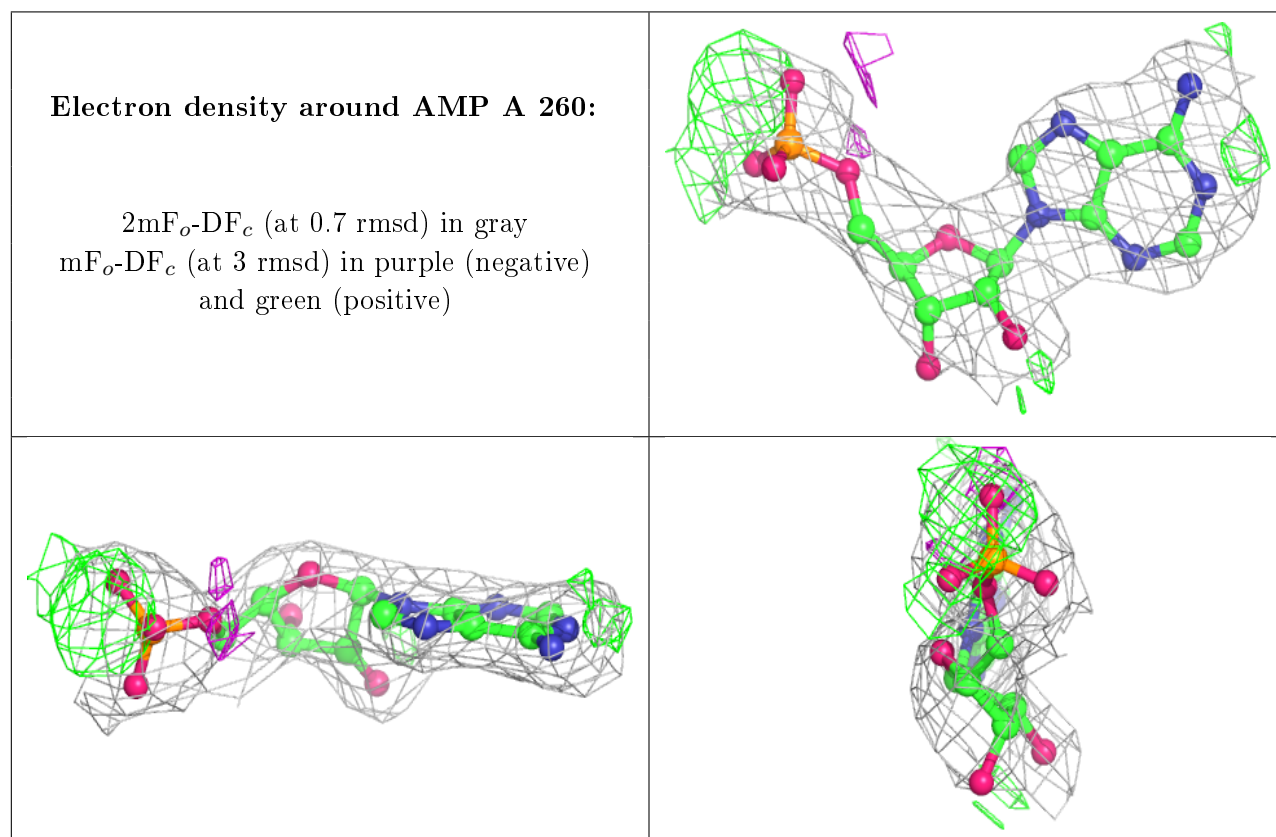 Electron density around AMP A 260:
2mFo-DFc (at 0.7 rmsd) in gray
mFo-DFc (at 3 rmsd) in purple (negative)
and green (positive)